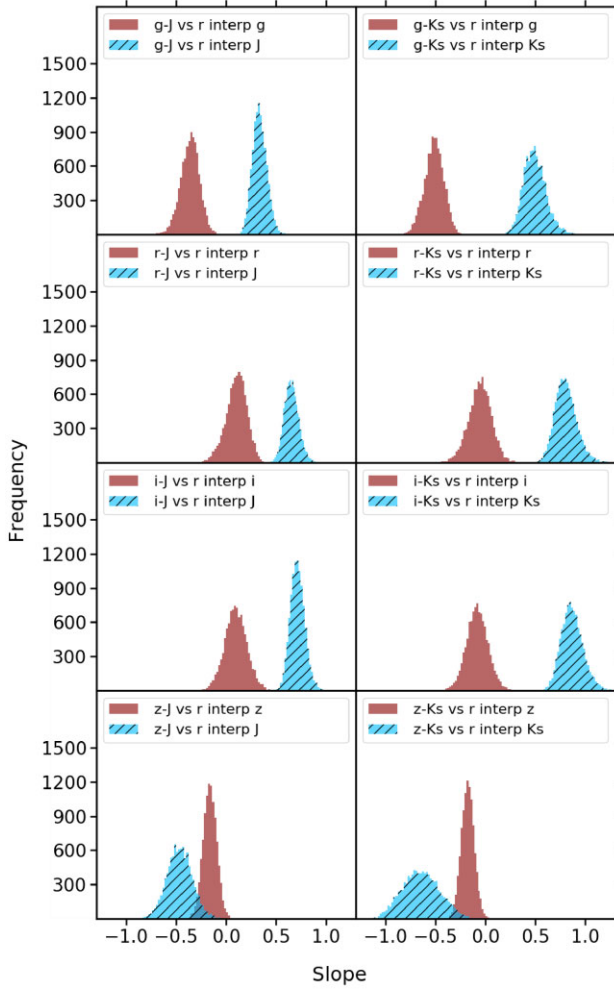 g-J vs r interp g
g-J vs r interp J
g-Ks vs r interp g
g-Ks vs r interp Ks
1500
1200
900
600
300
r-J vs r interp r
r-J vs r interp J
r-Ks vs r interp r
r-Ks vs r interp Ks
1500
1200
900
600
300
Frequency
i-J vs r interp i
i-J vs r interp J
i-Ks vs r interp i
i-Ks vs r interp Ks
1500
1200
900
600
300
z-J vs r interp z
z-J vs r interp J
z-Ks vs r interp z
z-Ks vs r interp Ks
1500
1200
900
600
300
−1.0 −0.5 0.0 0.5 1.0 −1.0 −0.5 0.0 0.5 1.0
Slope